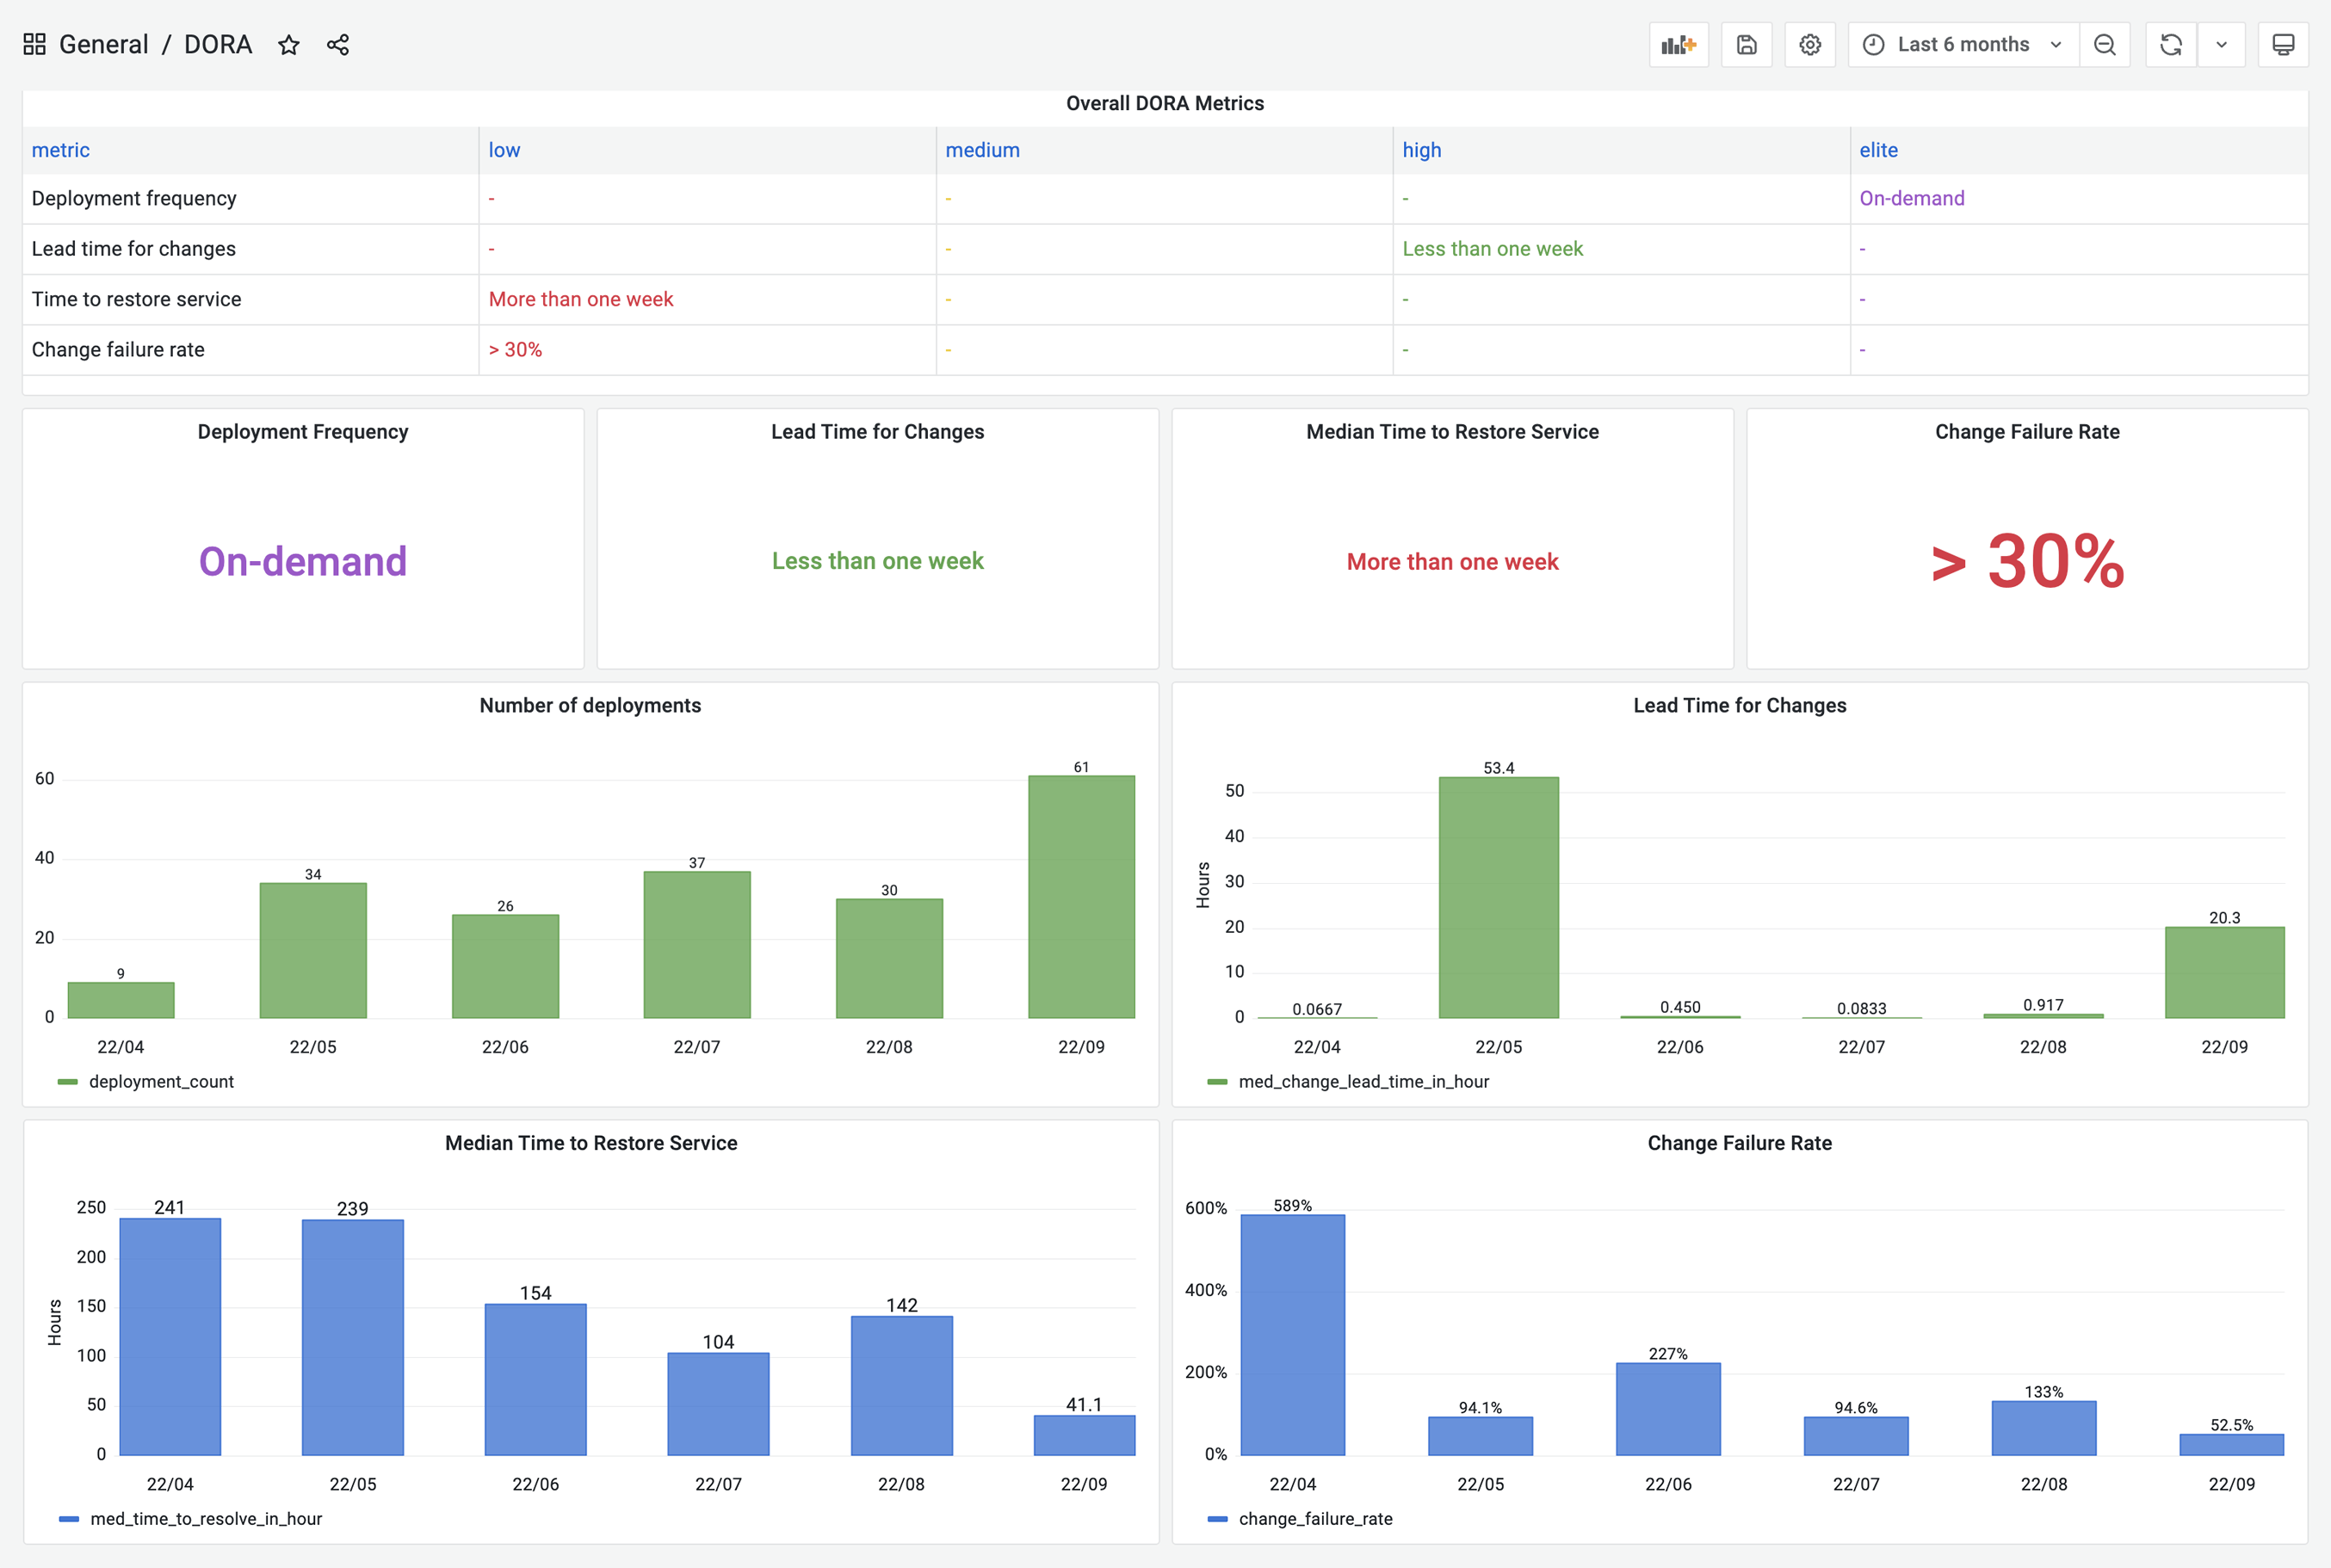 General / DORA
Last 6 months
Overall DORA Metrics
metric low medium high elite
Deployment frequency - - - On-demand
Lead time for changes - - Less than one week -
Time to restore service More than one week - - -
Change failure rate > 30% - - -
Deployment Frequency
On-demand
Lead Time for Changes
Less than one week
Median Time to Restore Service
More than one week
Change Failure Rate
> 30%
Number of deployments
60
40
20
0
9
34
26
37
30
61
22/04 22/05 22/06 22/07 22/08 22/09
deployment_count
Lead Time for Changes
Hours
50
40
30
20
10
0
0.0667
53.4
0.450
0.0833
0.917
20.3
22/04 22/05 22/06 22/07 22/08 22/09
med_change_lead_time_in_hour
Median Time to Restore Service
Hours
250
200
150
100
50
0
241
239
154
104
142
41.1
22/04 22/05 22/06 22/07 22/08 22/09
med_time_to_resolve_in_hour
Change Failure Rate
600%
400%
200%
0%
589%
94.1%
227%
94.6%
133%
52.5%
22/04 22/05 22/06 22/07 22/08 22/09
change_failure_rate